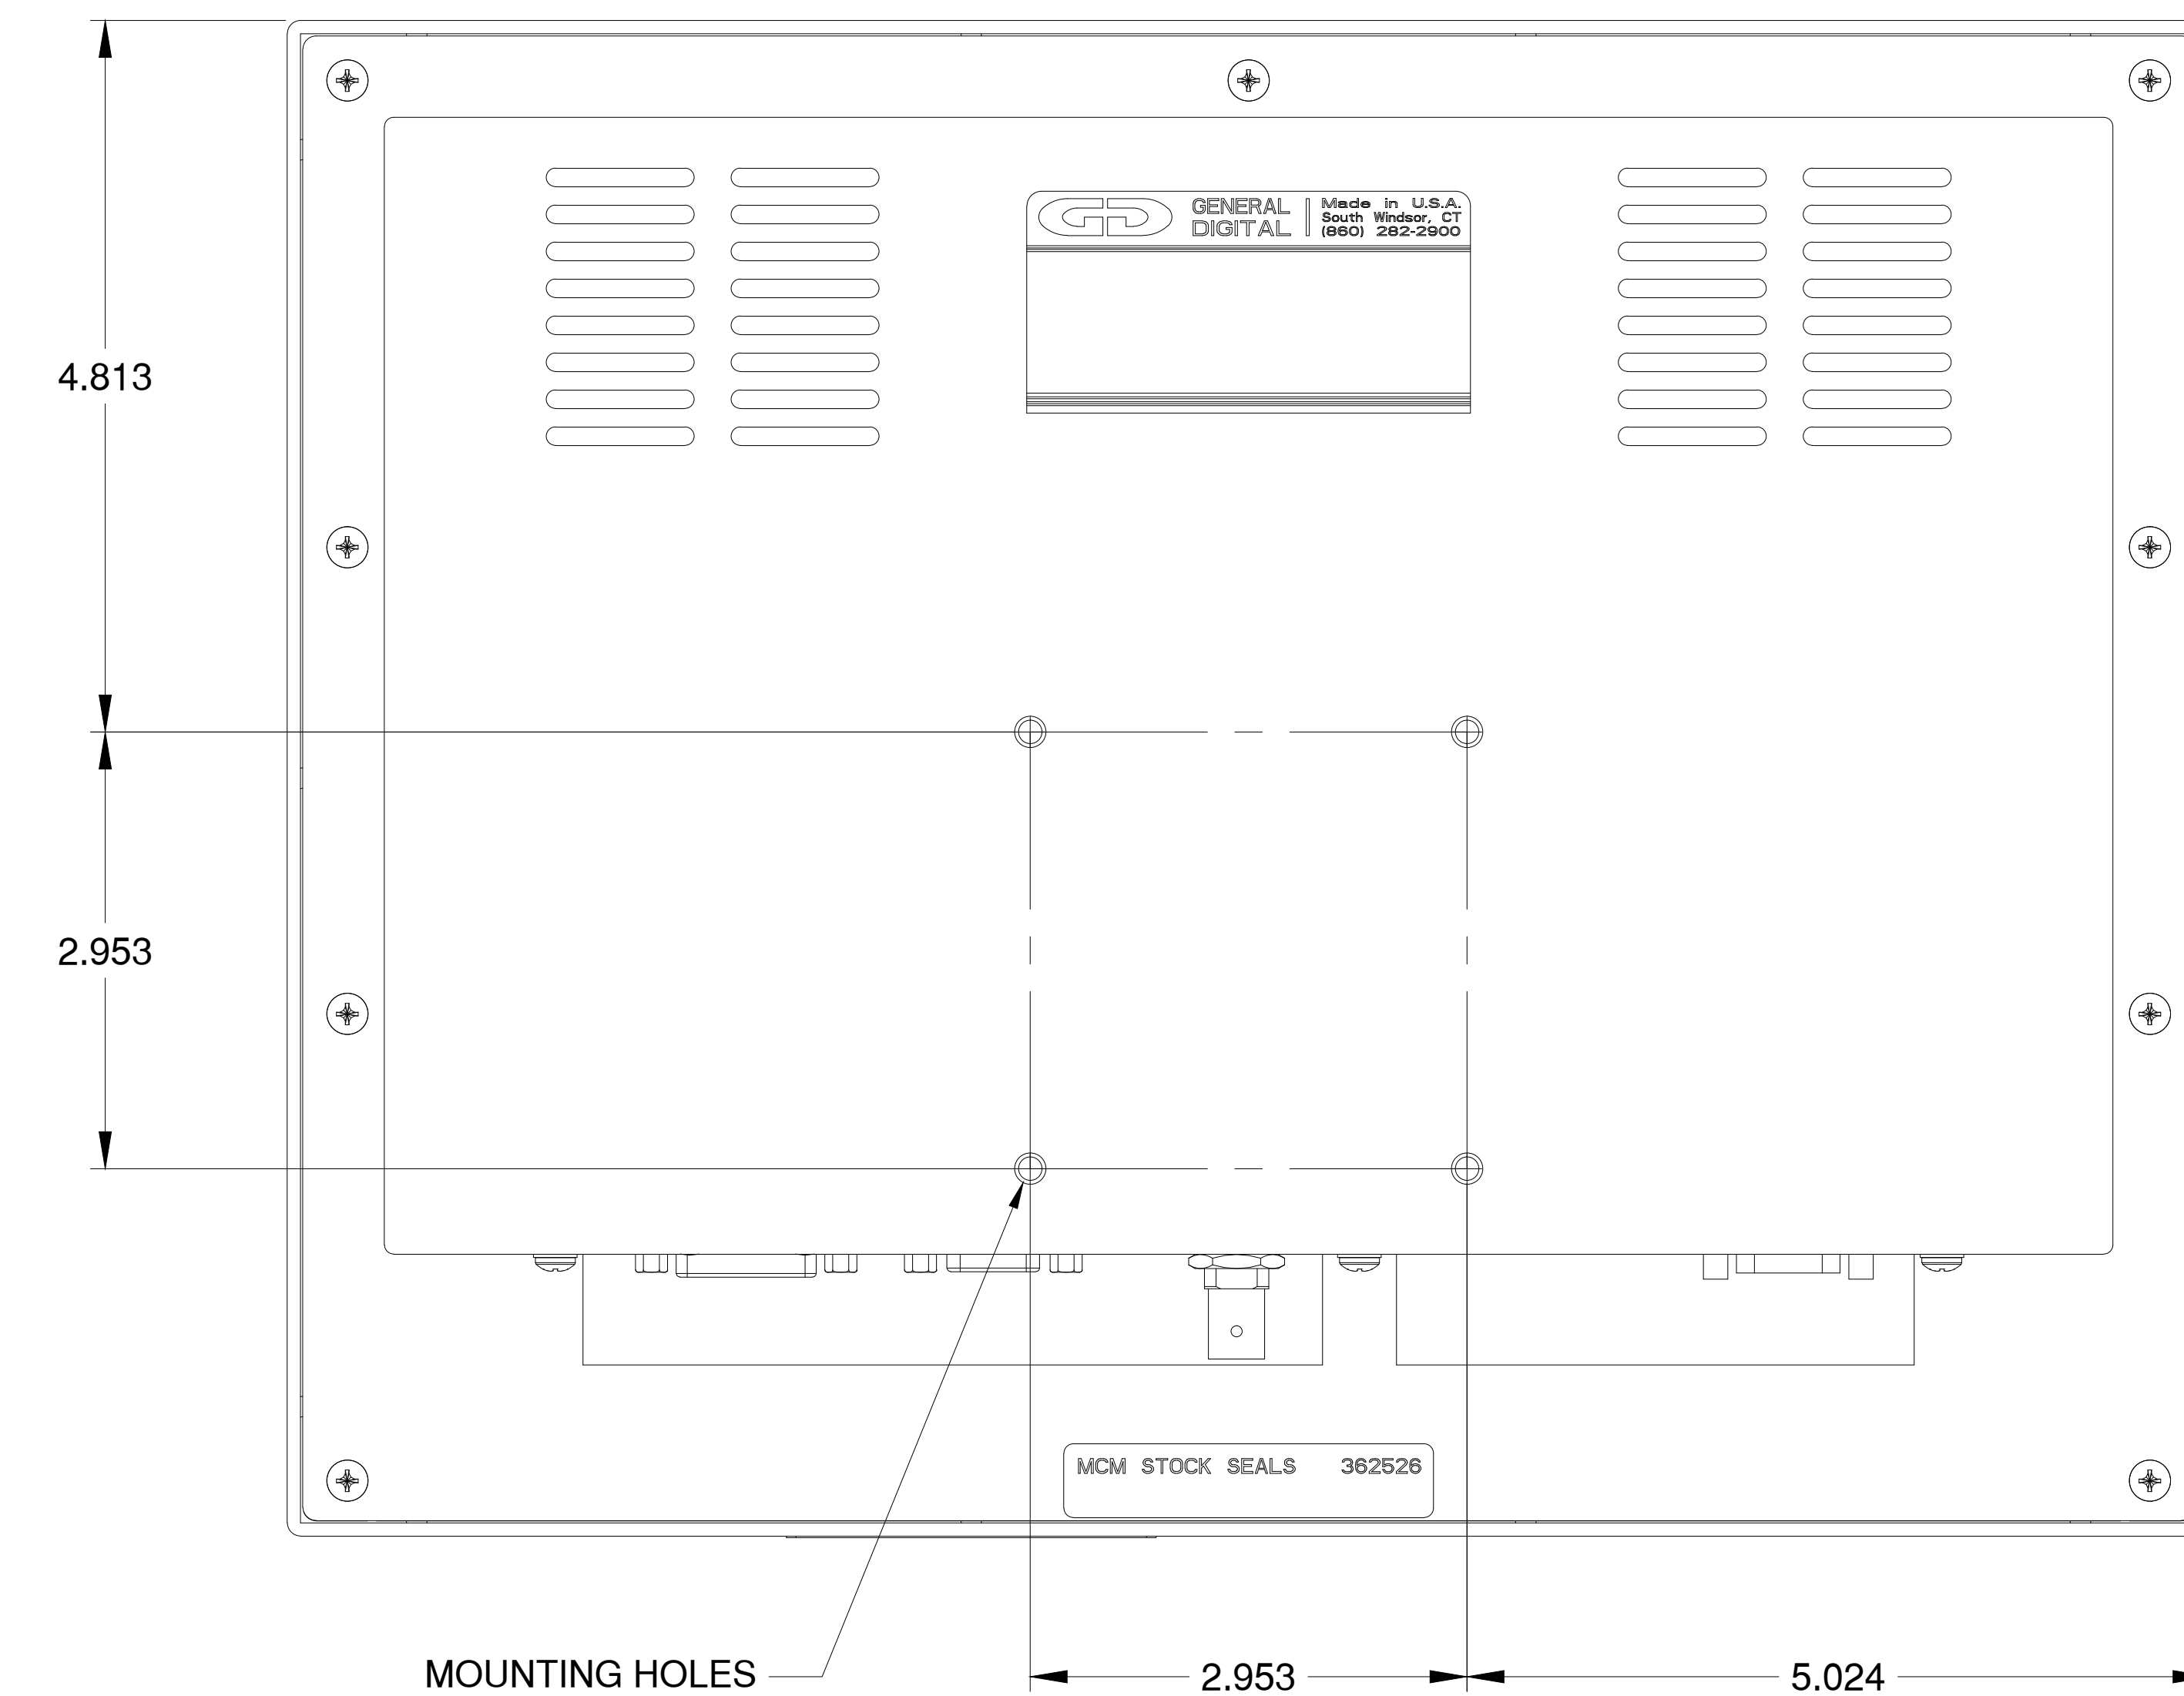 GENERAL
DIGITAL
Made in U.S.A.
South Windsor, CT
(860) 282-2900
4.813
2.953
MCM STOCK SEALS 362526
MOUNTING HOLES
2.953
5.024